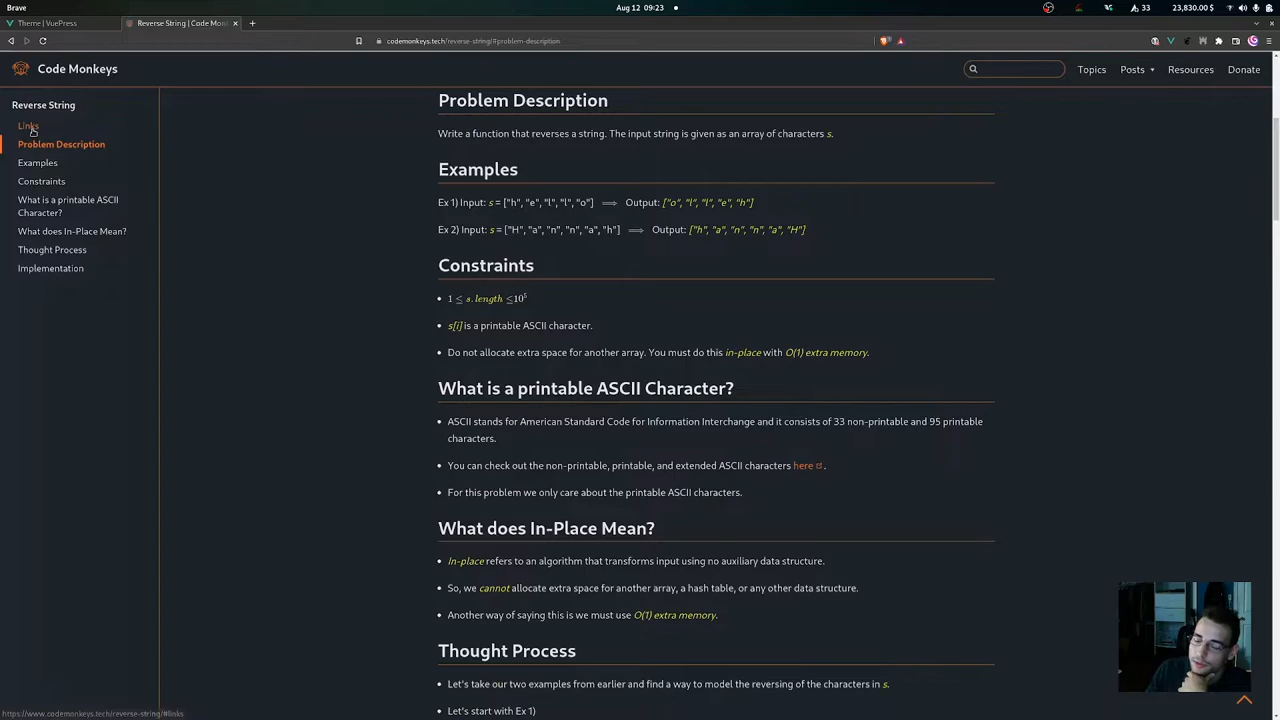 Brave
Aug 12 09:23
33
23,830.00 $
Theme | VuePress
Reverse String | Code Mon
codemonkeys.tech/reverse-string/#problem-description
Code Monkeys
Topics
Posts
Resources
Donate
Reverse String
Links
Problem Description
Examples
Constraints
What is a printable ASCII
Character?
What does In-Place Mean?
Thought Process
Implementation
Problem Description
Write a function that reverses a string. The input string is given as an array of characters s.
Examples
Ex 1) Input: s = ["h", "e", "l", "l", "o"] ⟹ Output: ["o", "l", "l", "e", "h"]
Ex 2) Input: s = ["H", "a", "n", "n", "a", "h"] ⟹ Output: ["h", "a", "n", "n", "a", "H"]
Constraints
• 1 ≤ s.length ≤10⁵
• s[i] is a printable ASCII character.
• Do not allocate extra space for another array. You must do this in-place with O(1) extra memory.
What is a printable ASCII Character?
• ASCII stands for American Standard Code for Information Interchange and it consists of 33 non-printable and 95 printable
characters.
• You can check out the non-printable, printable, and extended ASCII characters here.
• For this problem we only care about the printable ASCII characters.
What does In-Place Mean?
• In-place refers to an algorithm that transforms input using no auxiliary data structure.
• So, we cannot allocate extra space for another array, a hash table, or any other data structure.
• Another way of saying this is we must use O(1) extra memory.
Thought Process
• Let's take our two examples from earlier and find a way to model the reversing of the characters in s.
• Let's start with Ex 1)
https://www.codemonkeys.tech/reverse-string/#links